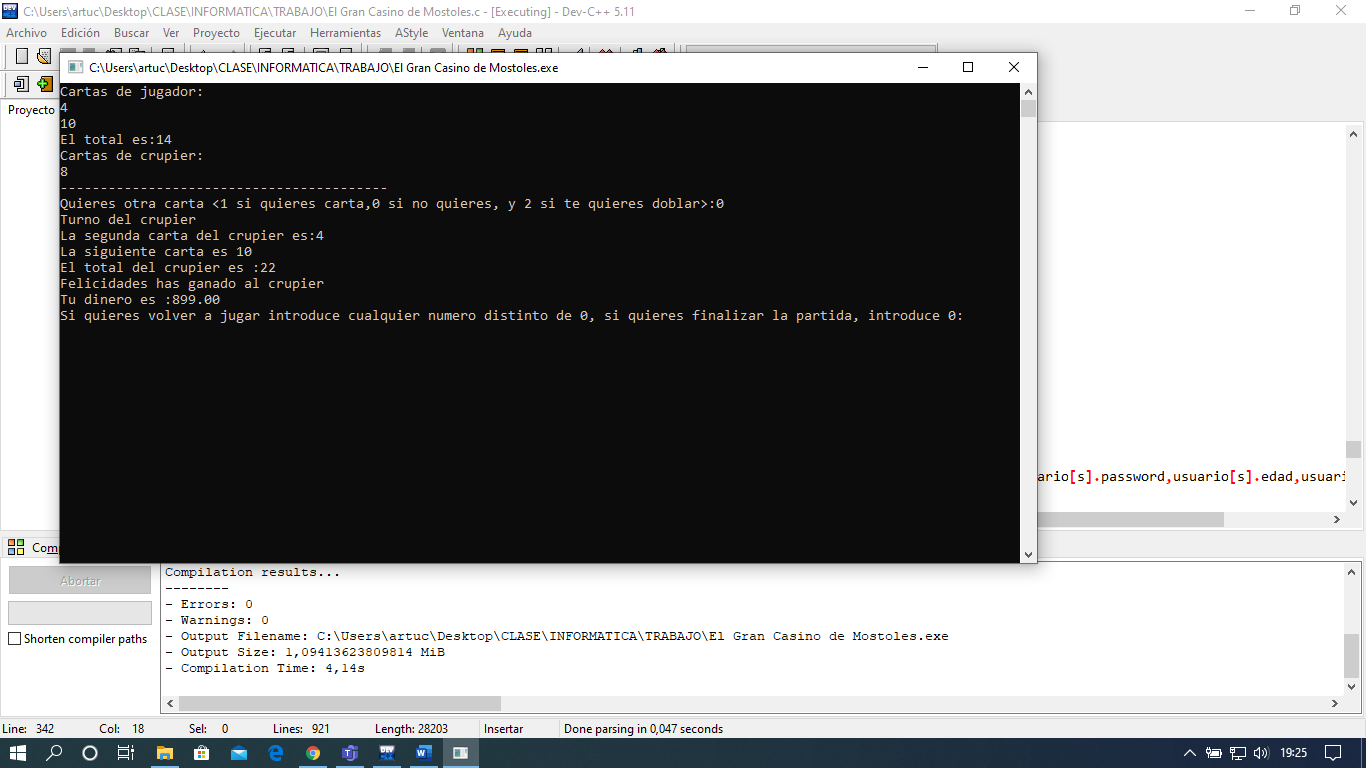 C:\Users\artuc\Desktop\CLASE\INFORMATICA\TRABAJO\El Gran Casino de Mostoles.c - [Executing] - Dev-C++ 5.11
Archivo Edición Buscar Ver Proyecto Ejecutar Herramientas AStyle Ventana Ayuda
C:\Users\artuc\Desktop\CLASE\INFORMATICA\TRABAJO\El Gran Casino de Mostoles.exe
Proyecto
Cartas de jugador:
4
10
El total es:14
Cartas de crupier:
8
-----------------------------------------
Quieres otra carta <1 si quieres carta,0 si no quieres, y 2 si te quieres doblar>:0
Turno del crupier
La segunda carta del crupier es:4
La siguiente carta es 10
El total del crupier es :22
Felicidades has ganado al crupier
Tu dinero es :899.00
Si quieres volver a jugar introduce cualquier numero distinto de 0, si quieres finalizar la partida, introduce 0:
ario[s].password,usuario[s].edad,usuari
Com
Abortar
Shorten compiler paths
Compilation results...
--------
- Errors: 0
- Warnings: 0
- Output Filename: C:\Users\artuc\Desktop\CLASE\INFORMATICA\TRABAJO\El Gran Casino de Mostoles.exe
- Output Size: 1,09413623809814 MiB
- Compilation Time: 4,14s
Line: 342 Col: 18 Sel: 0 Lines: 921 Length: 28203 Insertar Done parsing in 0,047 seconds
19:25